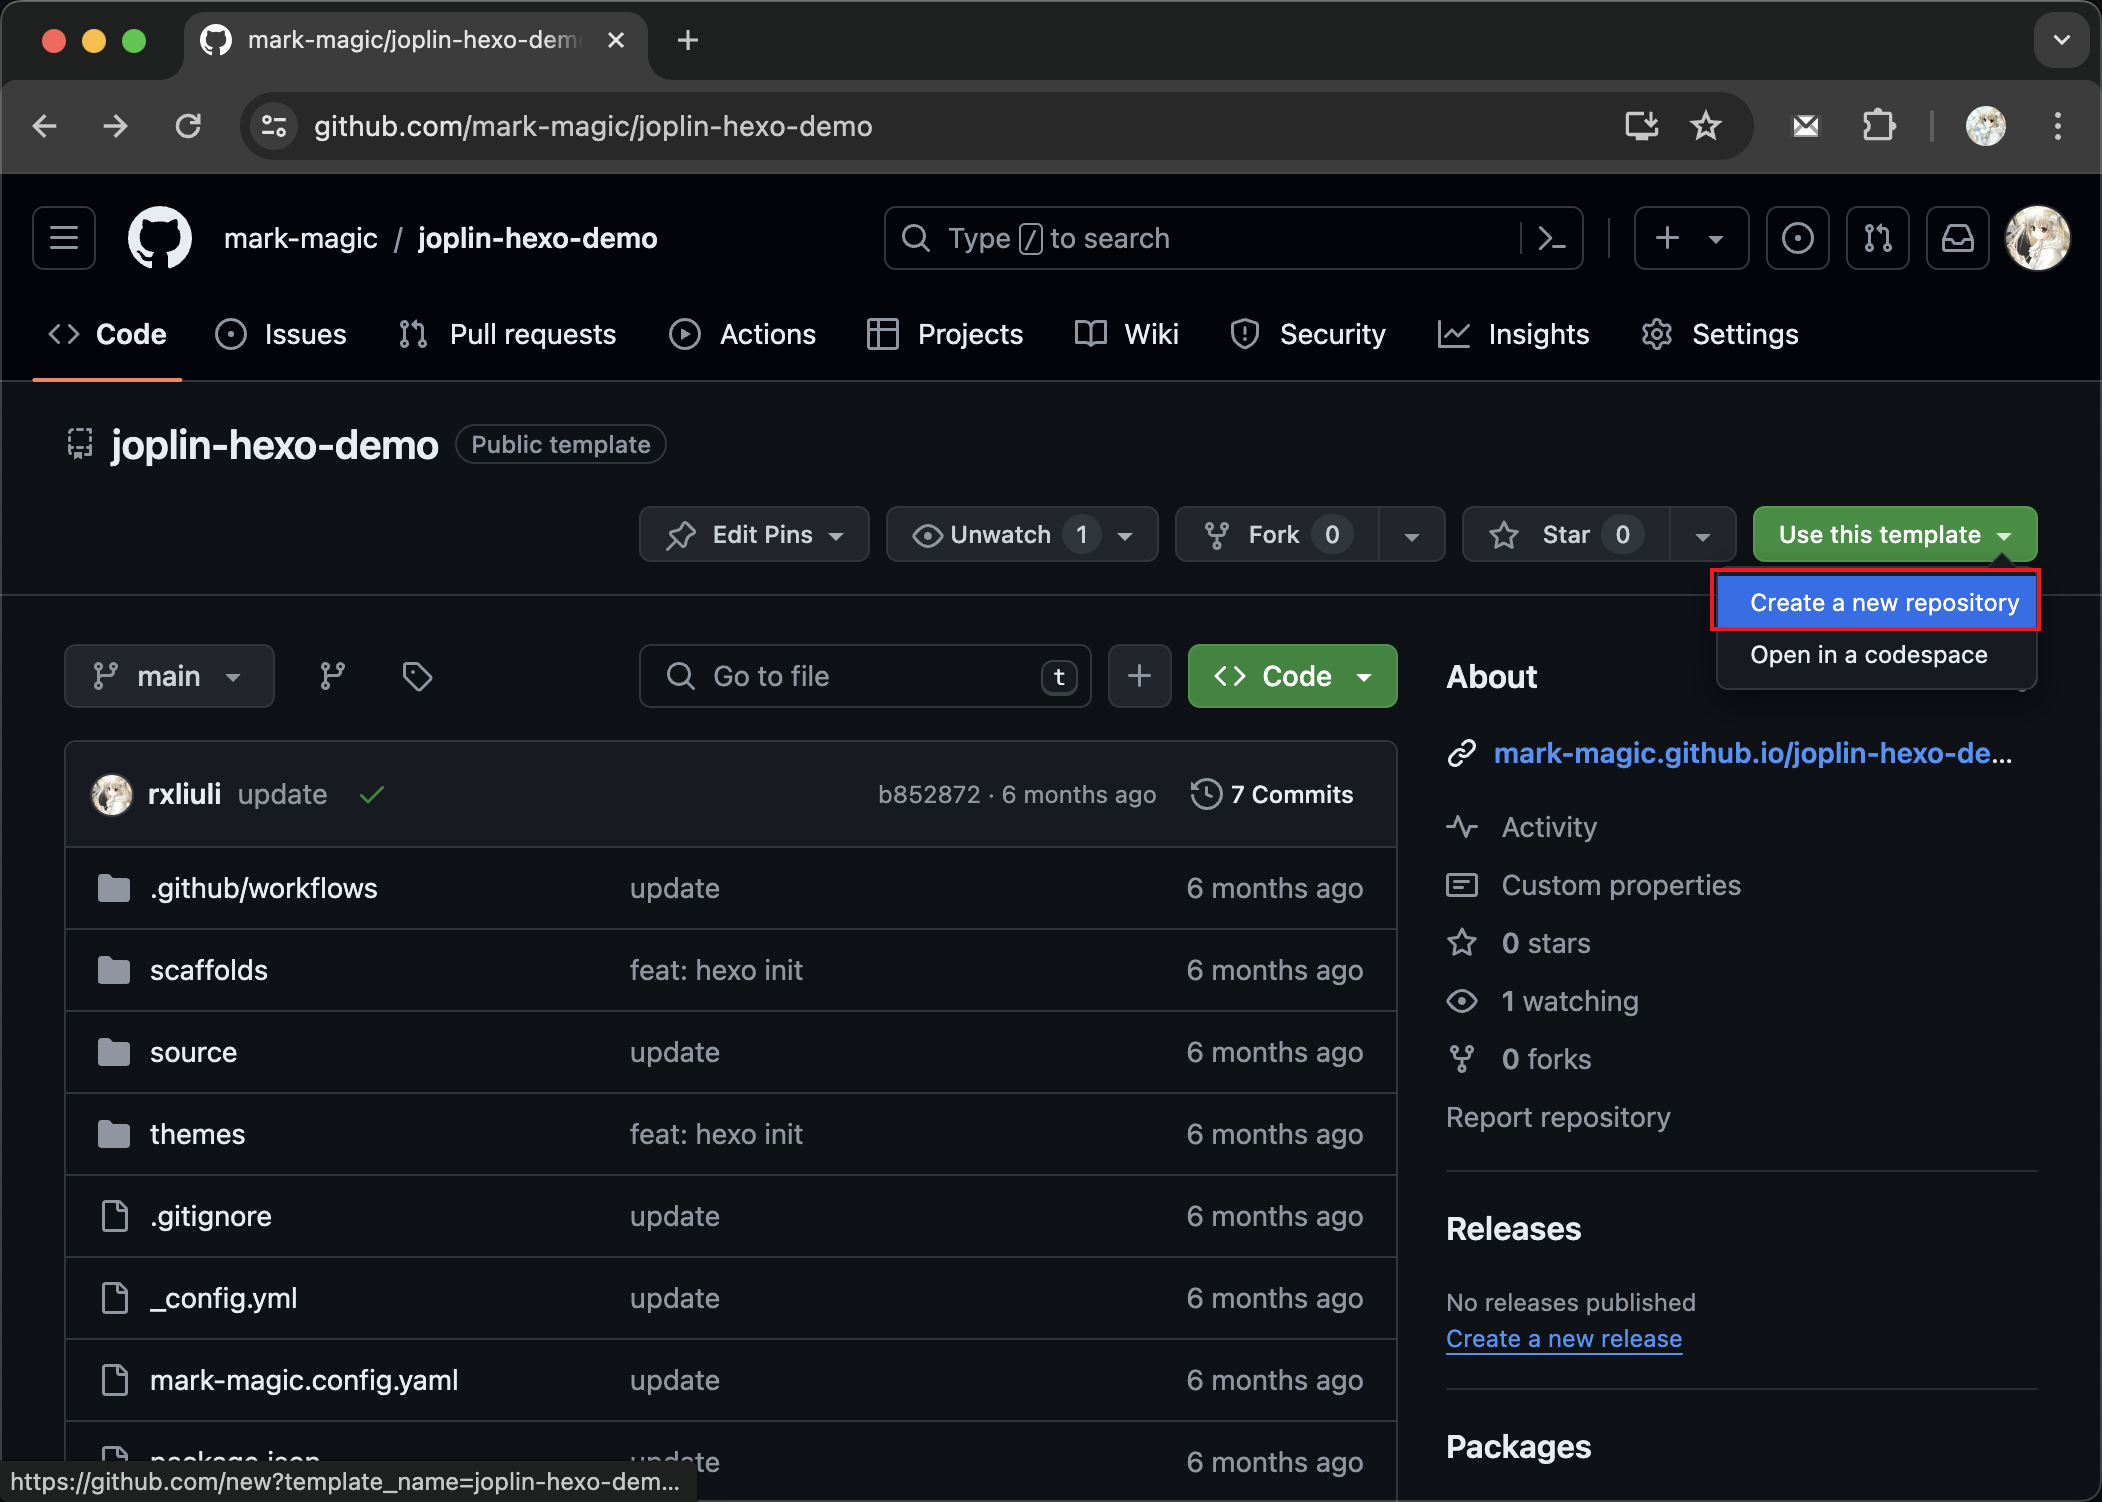 mark-magic/joplin-hexo-dem
github.com/mark-magic/joplin-hexo-demo
mark-magic / joplin-hexo-demo
Type / to search
Code Issues Pull requests Actions Projects Wiki Security Insights Settings
joplin-hexo-demo Public template
Edit Pins Unwatch 1 Fork 0 Star 0 Use this template
Create a new repository
Open in a codespace
main Go to file t Code
rxliuli update b852872 · 6 months ago 7 Commits
.github/workflows update 6 months ago
scaffolds feat: hexo init 6 months ago
source update 6 months ago
themes feat: hexo init 6 months ago
.gitignore update 6 months ago
_config.yml update 6 months ago
mark-magic.config.yaml update 6 months ago
package.json update 6 months ago
About
mark-magic.github.io/joplin-hexo-de...
Activity
Custom properties
0 stars
1 watching
0 forks
Report repository
Releases
No releases published
Create a new release
Packages
https://github.com/new?template_name=joplin-hexo-dem...